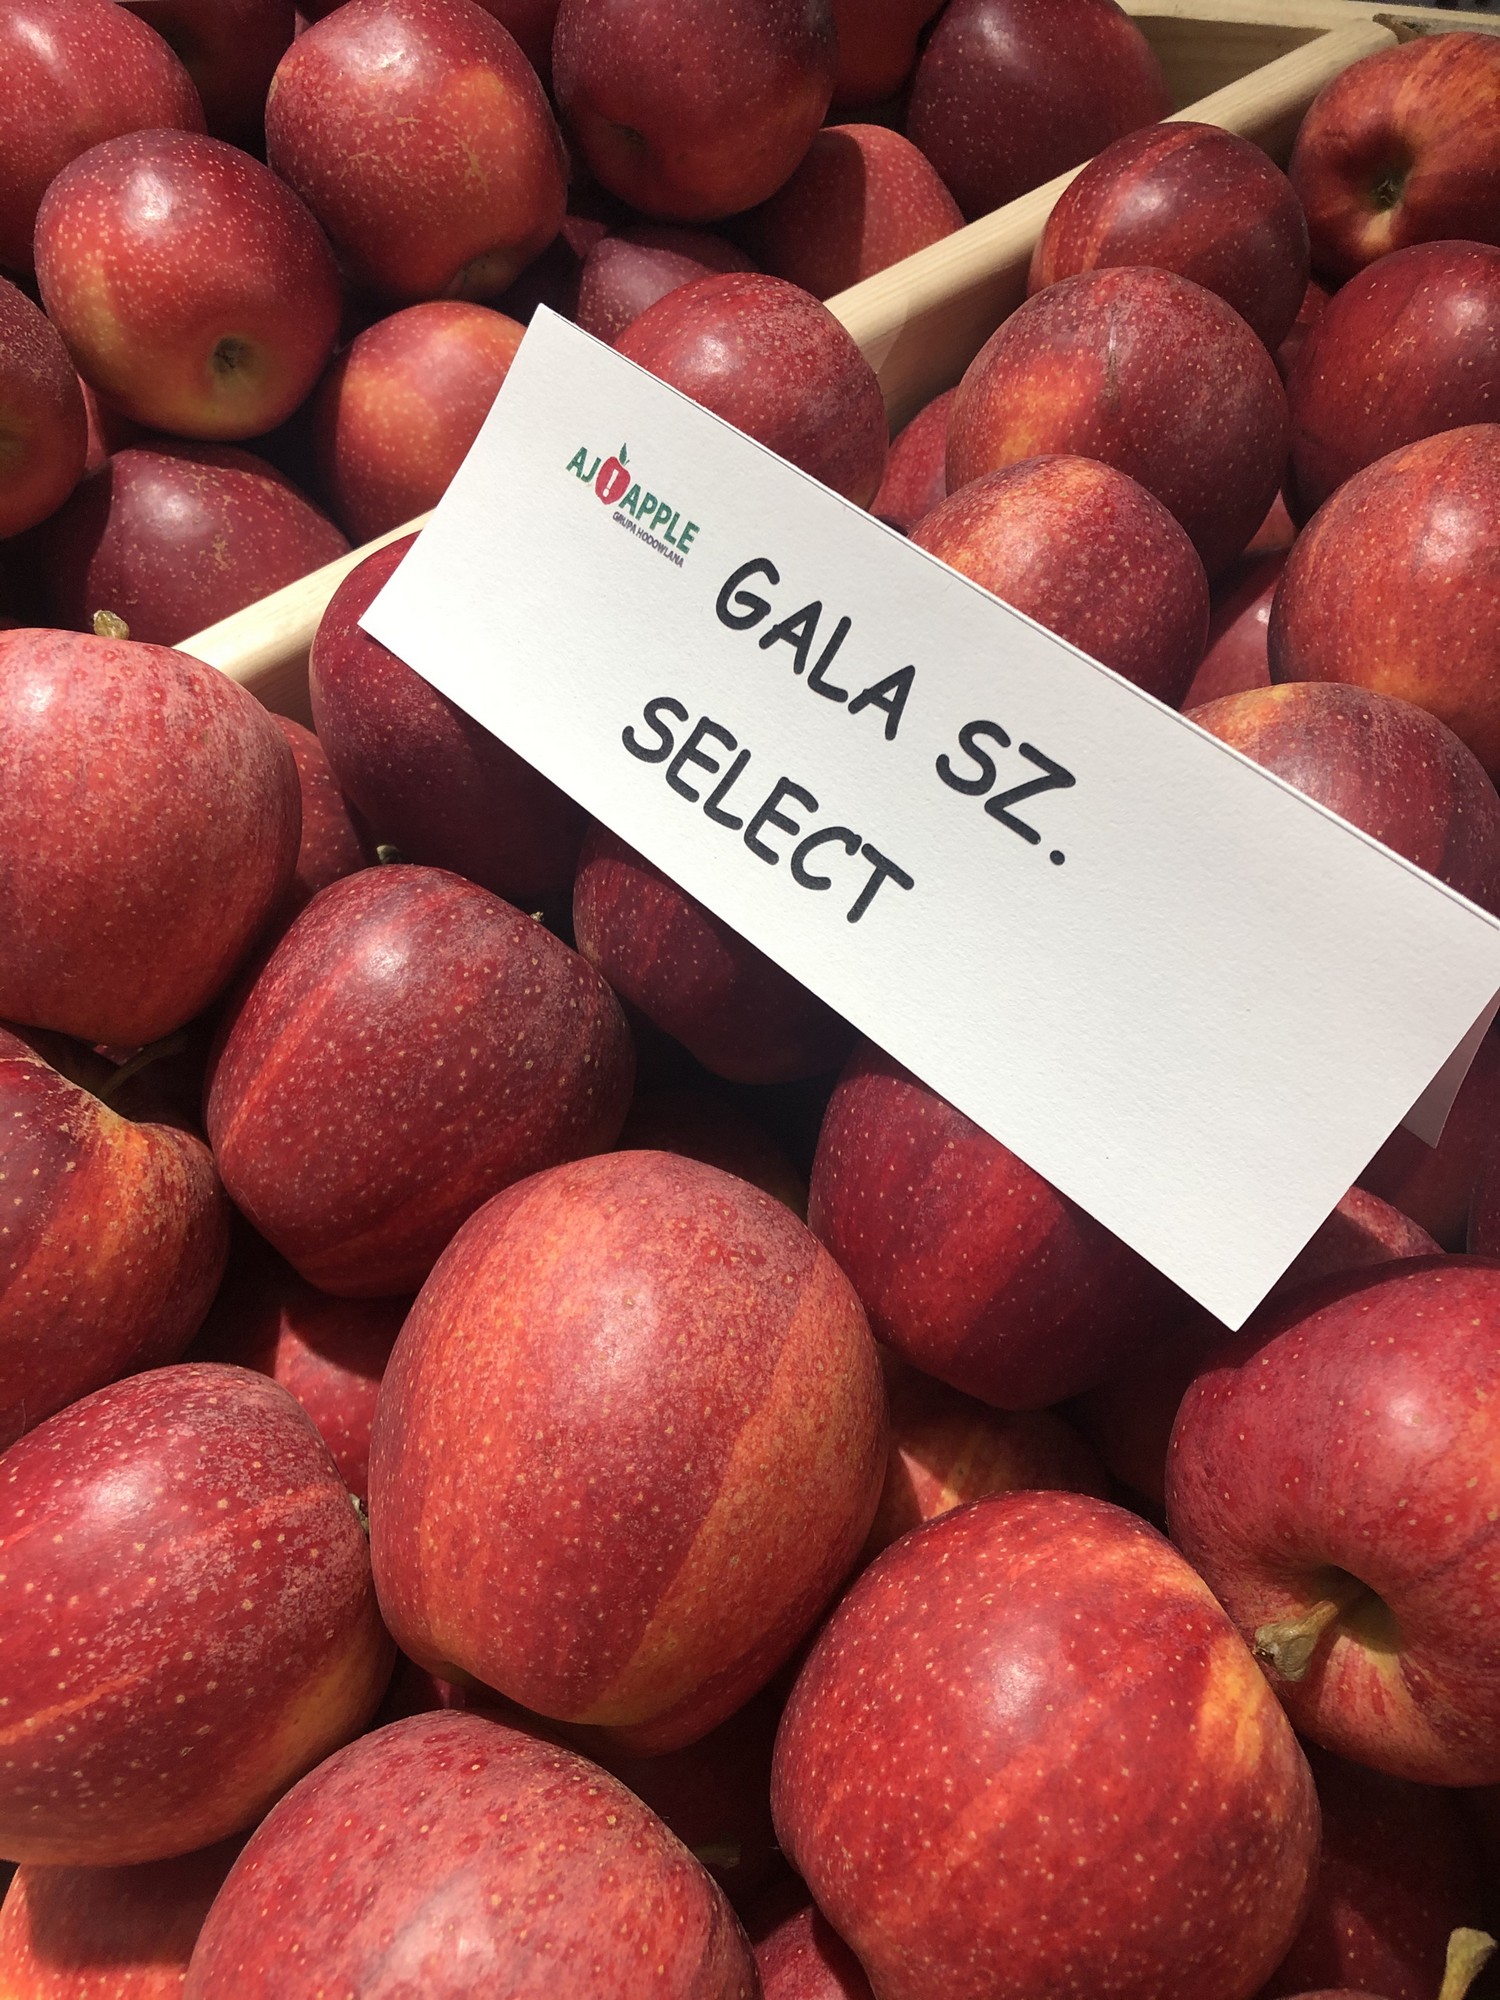 AJ!APPLE
GRUPA HODOWLANA
GALA SZ.
SELECT